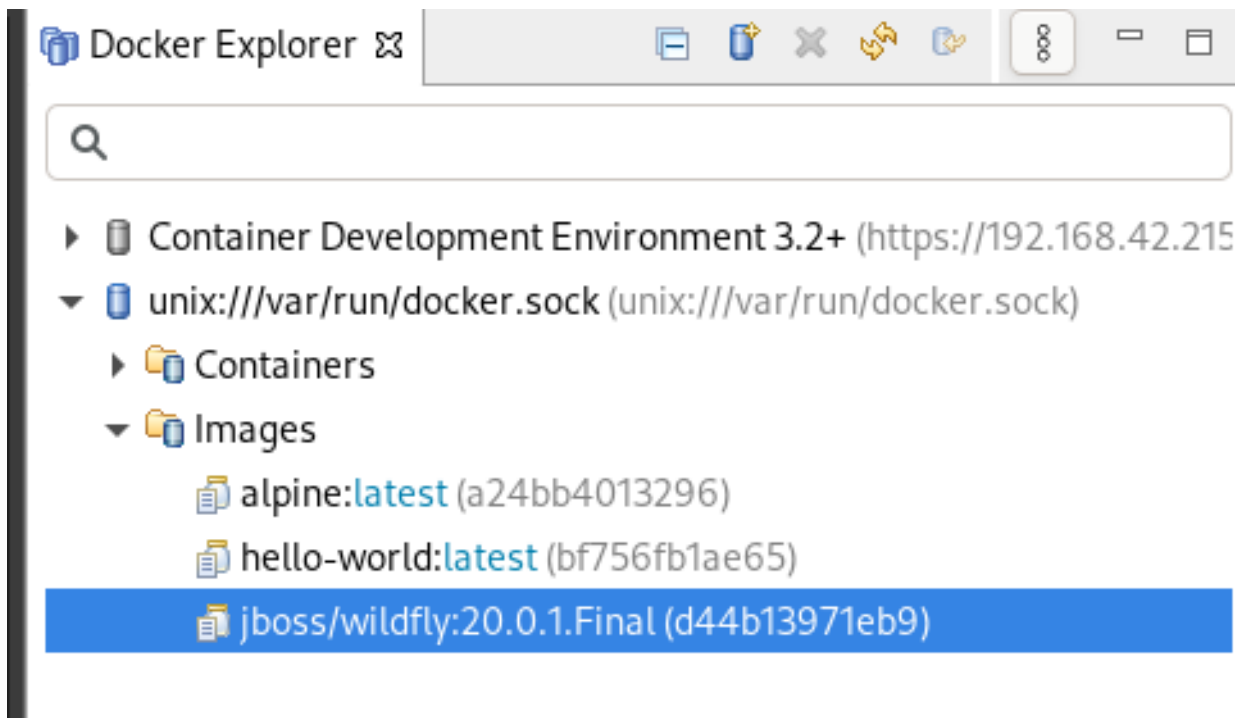 Docker Explorer
Container Development Environment 3.2+ (https://192.168.42.215
unix:///var/run/docker.sock (unix:///var/run/docker.sock)
Containers
Images
alpine:latest (a24bb4013296)
hello-world:latest (bf756fb1ae65)
jboss/wildfly:20.0.1.Final (d44b13971eb9)